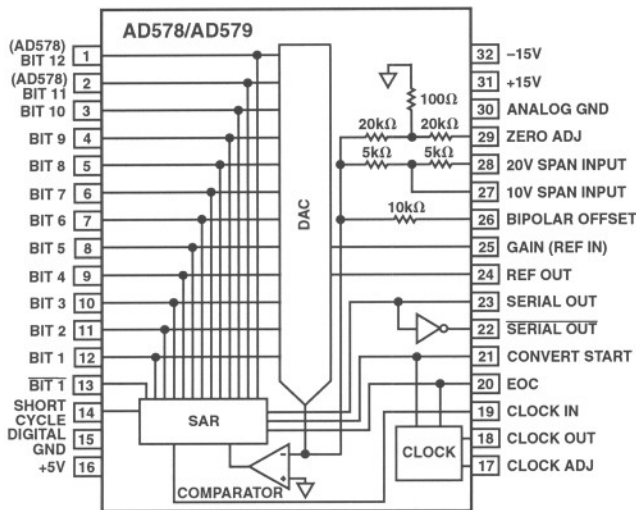 AD578/AD579
(AD578)
BIT 12 1
(AD578)
BIT 11 2
BIT 10 3
BIT 9 4
BIT 8 5
BIT 7 6
BIT 6 7
BIT 5 8
BIT 4 9
BIT 3 10
BIT 2 11
BIT 1 12
BIT 1 13
SHORT
CYCLE 14
DIGITAL
GND 15
+5V 16
DAC
SAR
COMPARATOR
−
+
CLOCK
100Ω
20kΩ 20kΩ
5kΩ 5kΩ
10kΩ
32 −15V
31 +15V
30 ANALOG GND
29 ZERO ADJ
28 20V SPAN INPUT
27 10V SPAN INPUT
26 BIPOLAR OFFSET
25 GAIN (REF IN)
24 REF OUT
23 SERIAL OUT
22 SERIAL OUT
21 CONVERT START
20 EOC
19 CLOCK IN
18 CLOCK OUT
17 CLOCK ADJ